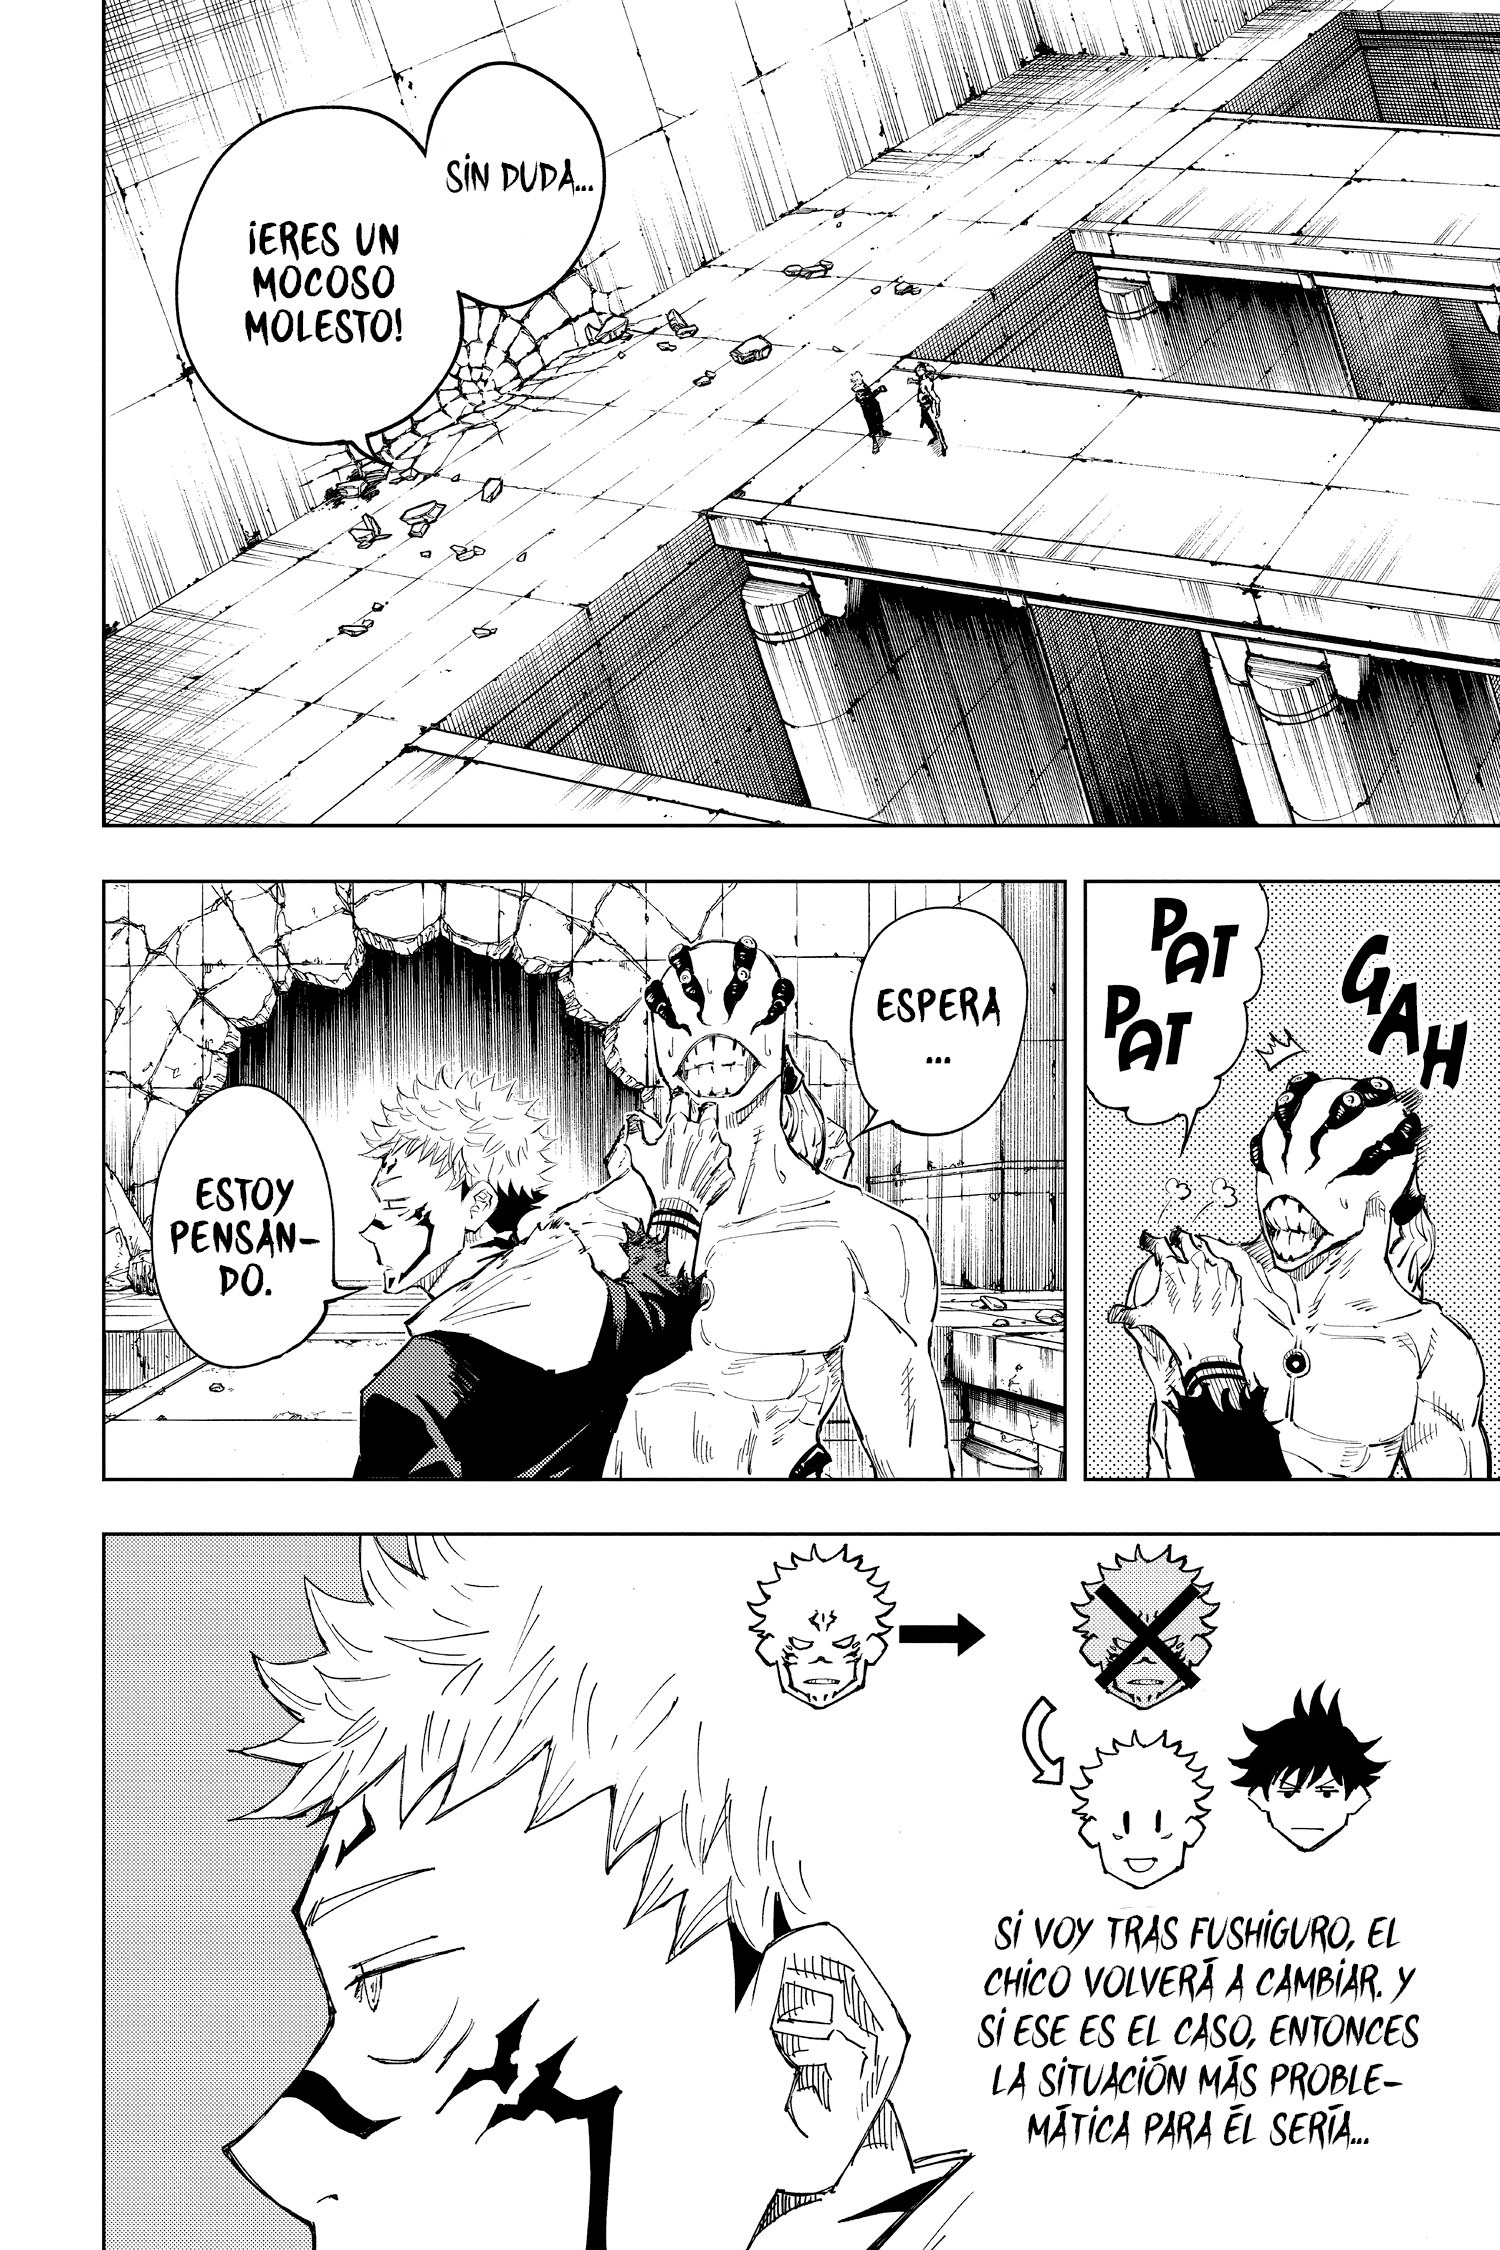 SIN DUDA...
¡ERES UN
MOCOSO
MOLESTO!
GAH
PAT
PAT
ESPERA
...
ESTOY
PENSAN-
DO.
SI VOY TRAS FUSHIGURO, EL
CHICO VOLVERÁ A CAMBIAR. Y
SI ESE ES EL CASO, ENTONCES
LA SITUACIÓN MÁS PROBLE-
MÁTICA PARA ÉL SERÍA...